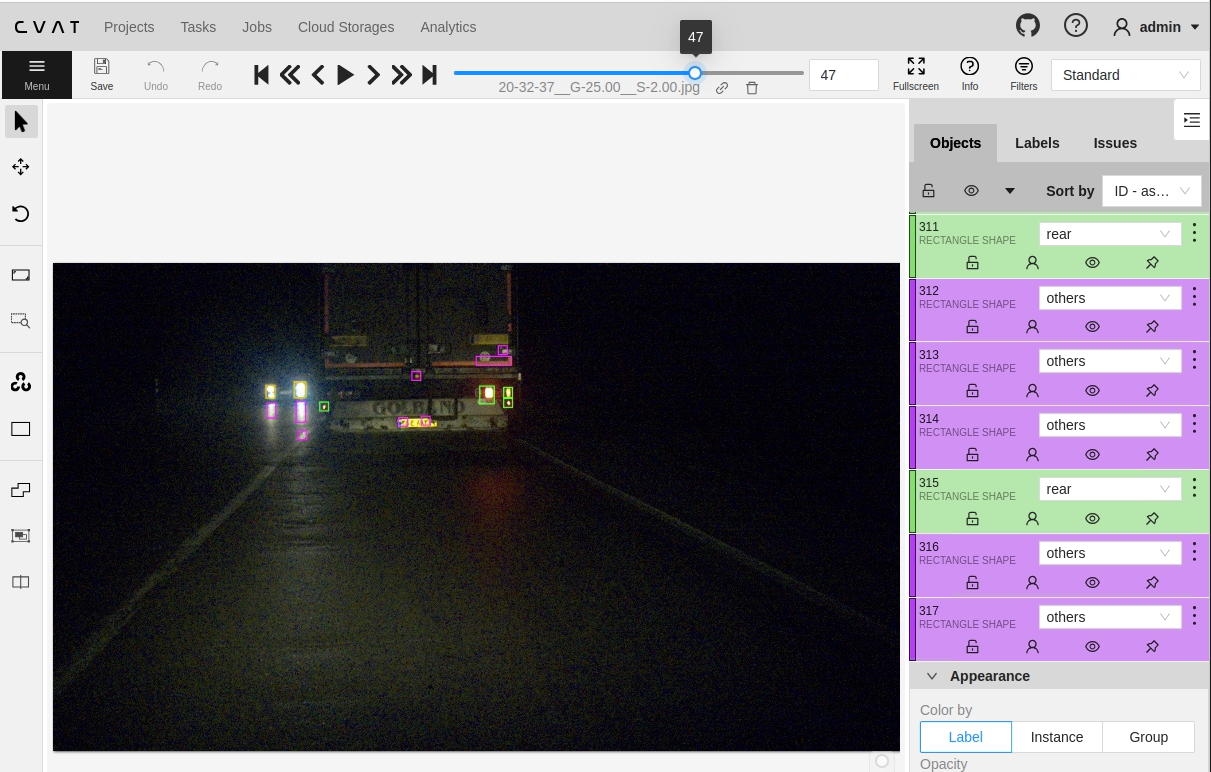 CVAT
Projects
Tasks
Jobs
Cloud Storages
Analytics
admin
47
Menu
Save
Undo
Redo
20-32-37__G-25.00__S-2.00.jpg
47
Fullscreen
Info
Filters
Standard
Objects
Labels
Issues
Sort by
ID - as…
311
RECTANGLE SHAPE
rear
312
RECTANGLE SHAPE
others
313
RECTANGLE SHAPE
others
314
RECTANGLE SHAPE
others
315
RECTANGLE SHAPE
rear
316
RECTANGLE SHAPE
others
317
RECTANGLE SHAPE
others
Appearance
Color by
Label
Instance
Group
Opacity